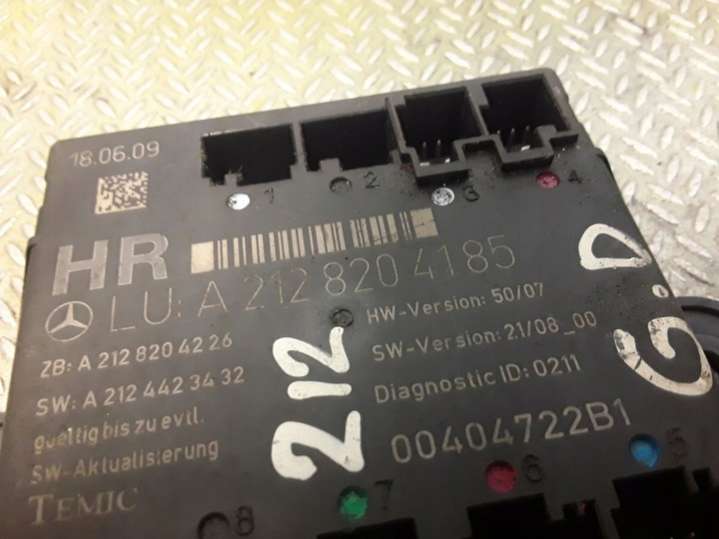 18.06.09
1 2 3 4
HR
LU: A 212 820 41 85
ZB: A 212 820 42 26
HW-Version: 50/07
SW: A 212 442 34 32
SW-Version: 21/08_00
gueltig bis zu evtl.
Diagnostic ID: 0211
SW-Aktualisierung
00404722B1
TEMIC
212
G.D
8 7 6 5